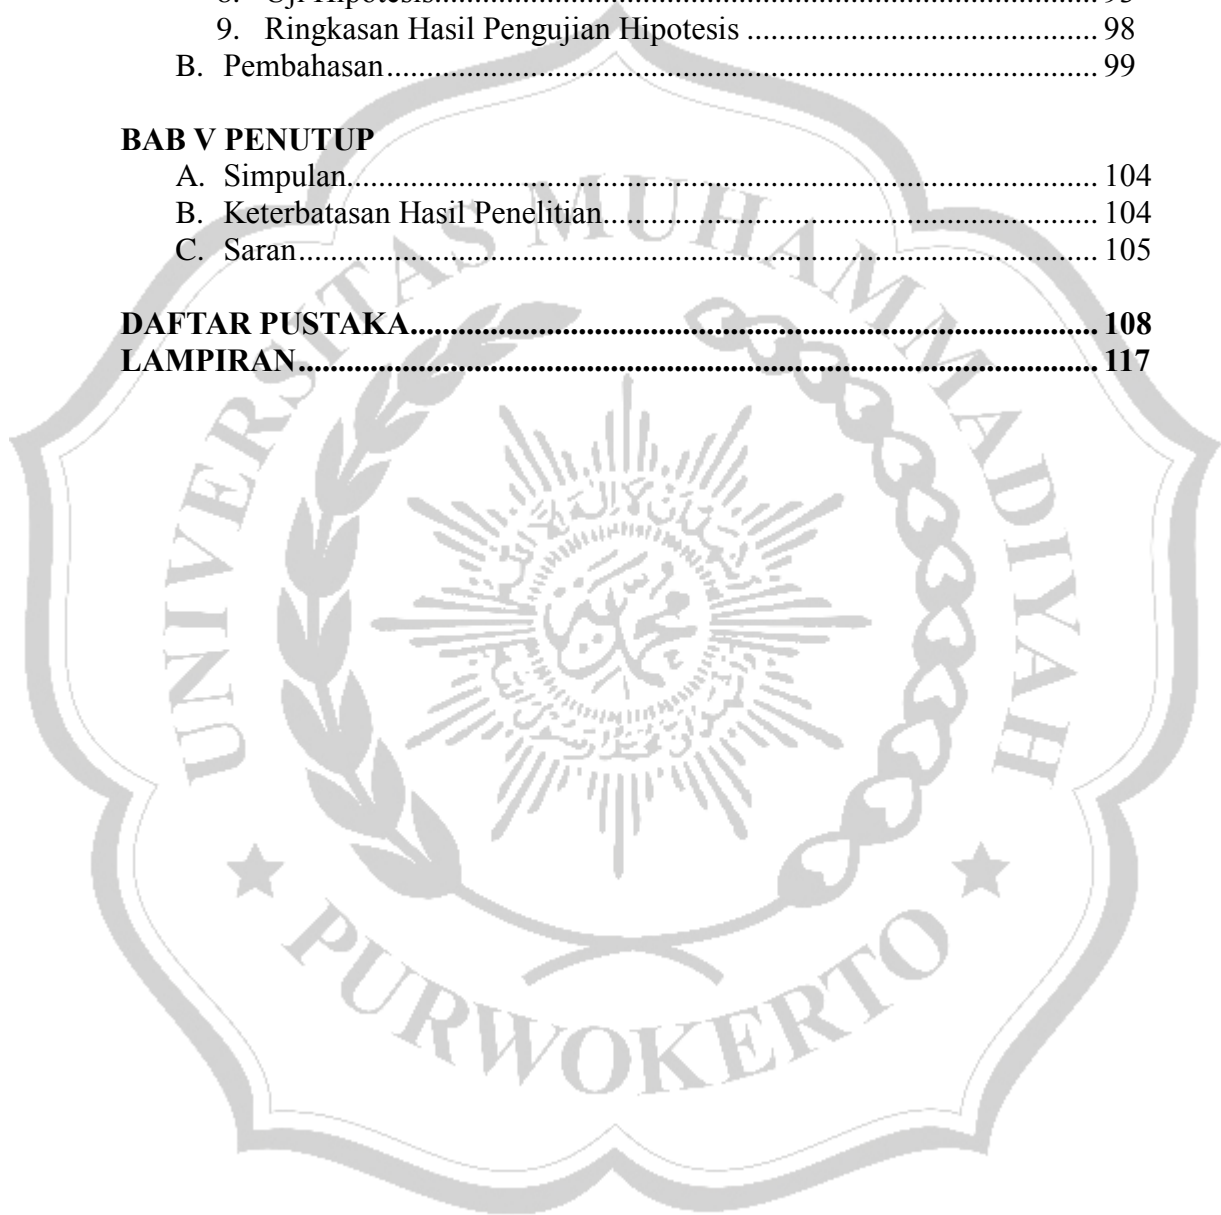 9. Ringkasan Hasil Pengujian Hipotesis ............................................ 98
B. Pembahasan ......................................................................................... 99
BAB V PENUTUP
A. Simpulan.............................................................................................. 104
B. Keterbatasan Hasil Penelitian.............................................................. 104
C. Saran.................................................................................................... 105
DAFTAR PUSTAKA...................................................................................... 108
LAMPIRAN..................................................................................................... 117
UNIVERSITAS MUHAMMADIYAH
PURWOKERTO